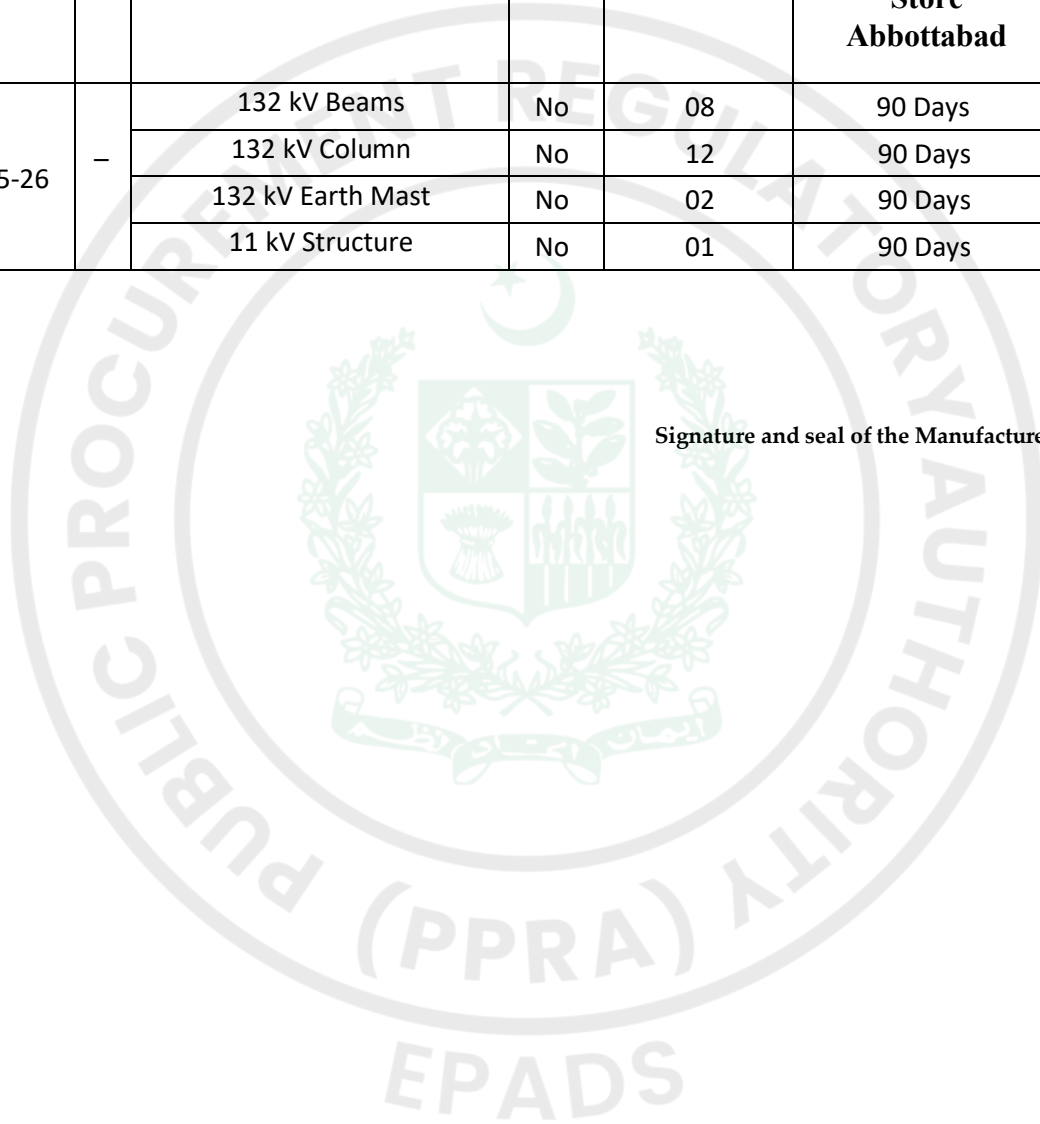 Store
Abbottabad
132 kV Beams No 08 90 Days
5-26 – 132 kV Column No 12 90 Days
132 kV Earth Mast No 02 90 Days
11 kV Structure No 01 90 Days
Signature and seal of the Manufacture
PUBLIC PROCUREMENT REGULATORY AUTHORITY
(PPRA)
EPADS